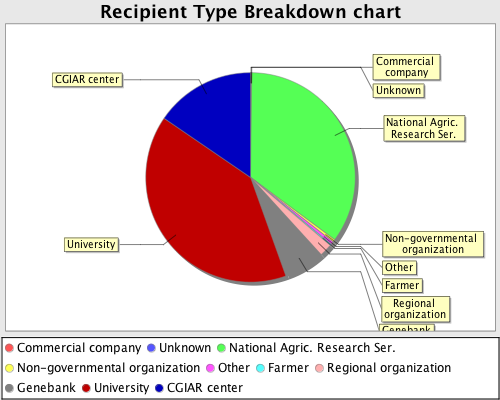 Recipient Type Breakdown chart
Commercial
company
CGIAR center
Unknown
National Agric.
Research Ser.
University
Non-governmental
organization
Other
Farmer
Regional
organization
Genebank
Commercial company Unknown National Agric. Research Ser.
Non-governmental organization Other Farmer Regional organization
Genebank University CGIAR center